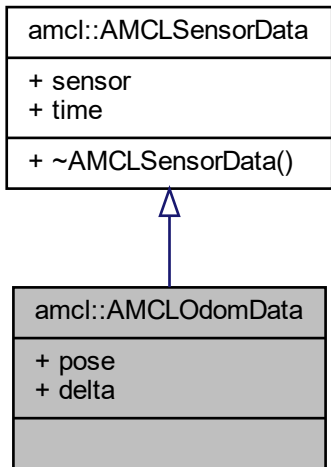 amcl::AMCLSensorData
+ sensor
+ time
+ ~AMCLSensorData()
amcl::AMCLOdomData
+ pose
+ delta